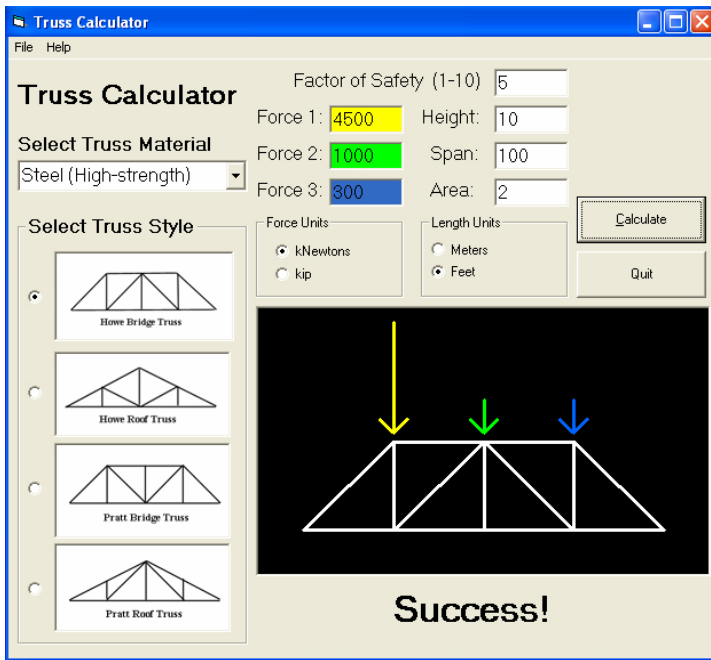 Truss Calculator
File Help
Truss Calculator
Select Truss Material
Steel (High-strength)
Select Truss Style
Howe Bridge Truss
Howe Roof Truss
Pratt Bridge Truss
Pratt Roof Truss
Factor of Safety (1-10) 5
Force 1: 4500 Height: 10
Force 2: 1000 Span: 100
Force 3: 300 Area: 2
Force Units
kNewtons
kip
Length Units
Meters
Feet
Calculate
Quit
Success!